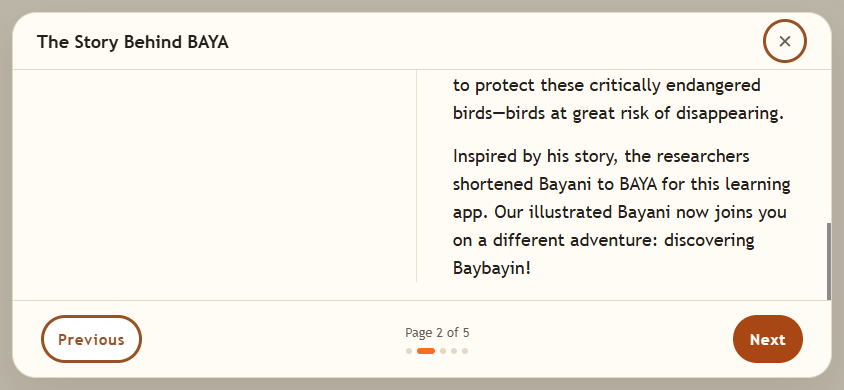 The Story Behind BAYA
to protect these critically endangered
birds—birds at great risk of disappearing.
Inspired by his story, the researchers
shortened Bayani to BAYA for this learning
app. Our illustrated Bayani now joins you
on a different adventure: discovering
Baybayin!
Previous
Page 2 of 5
Next